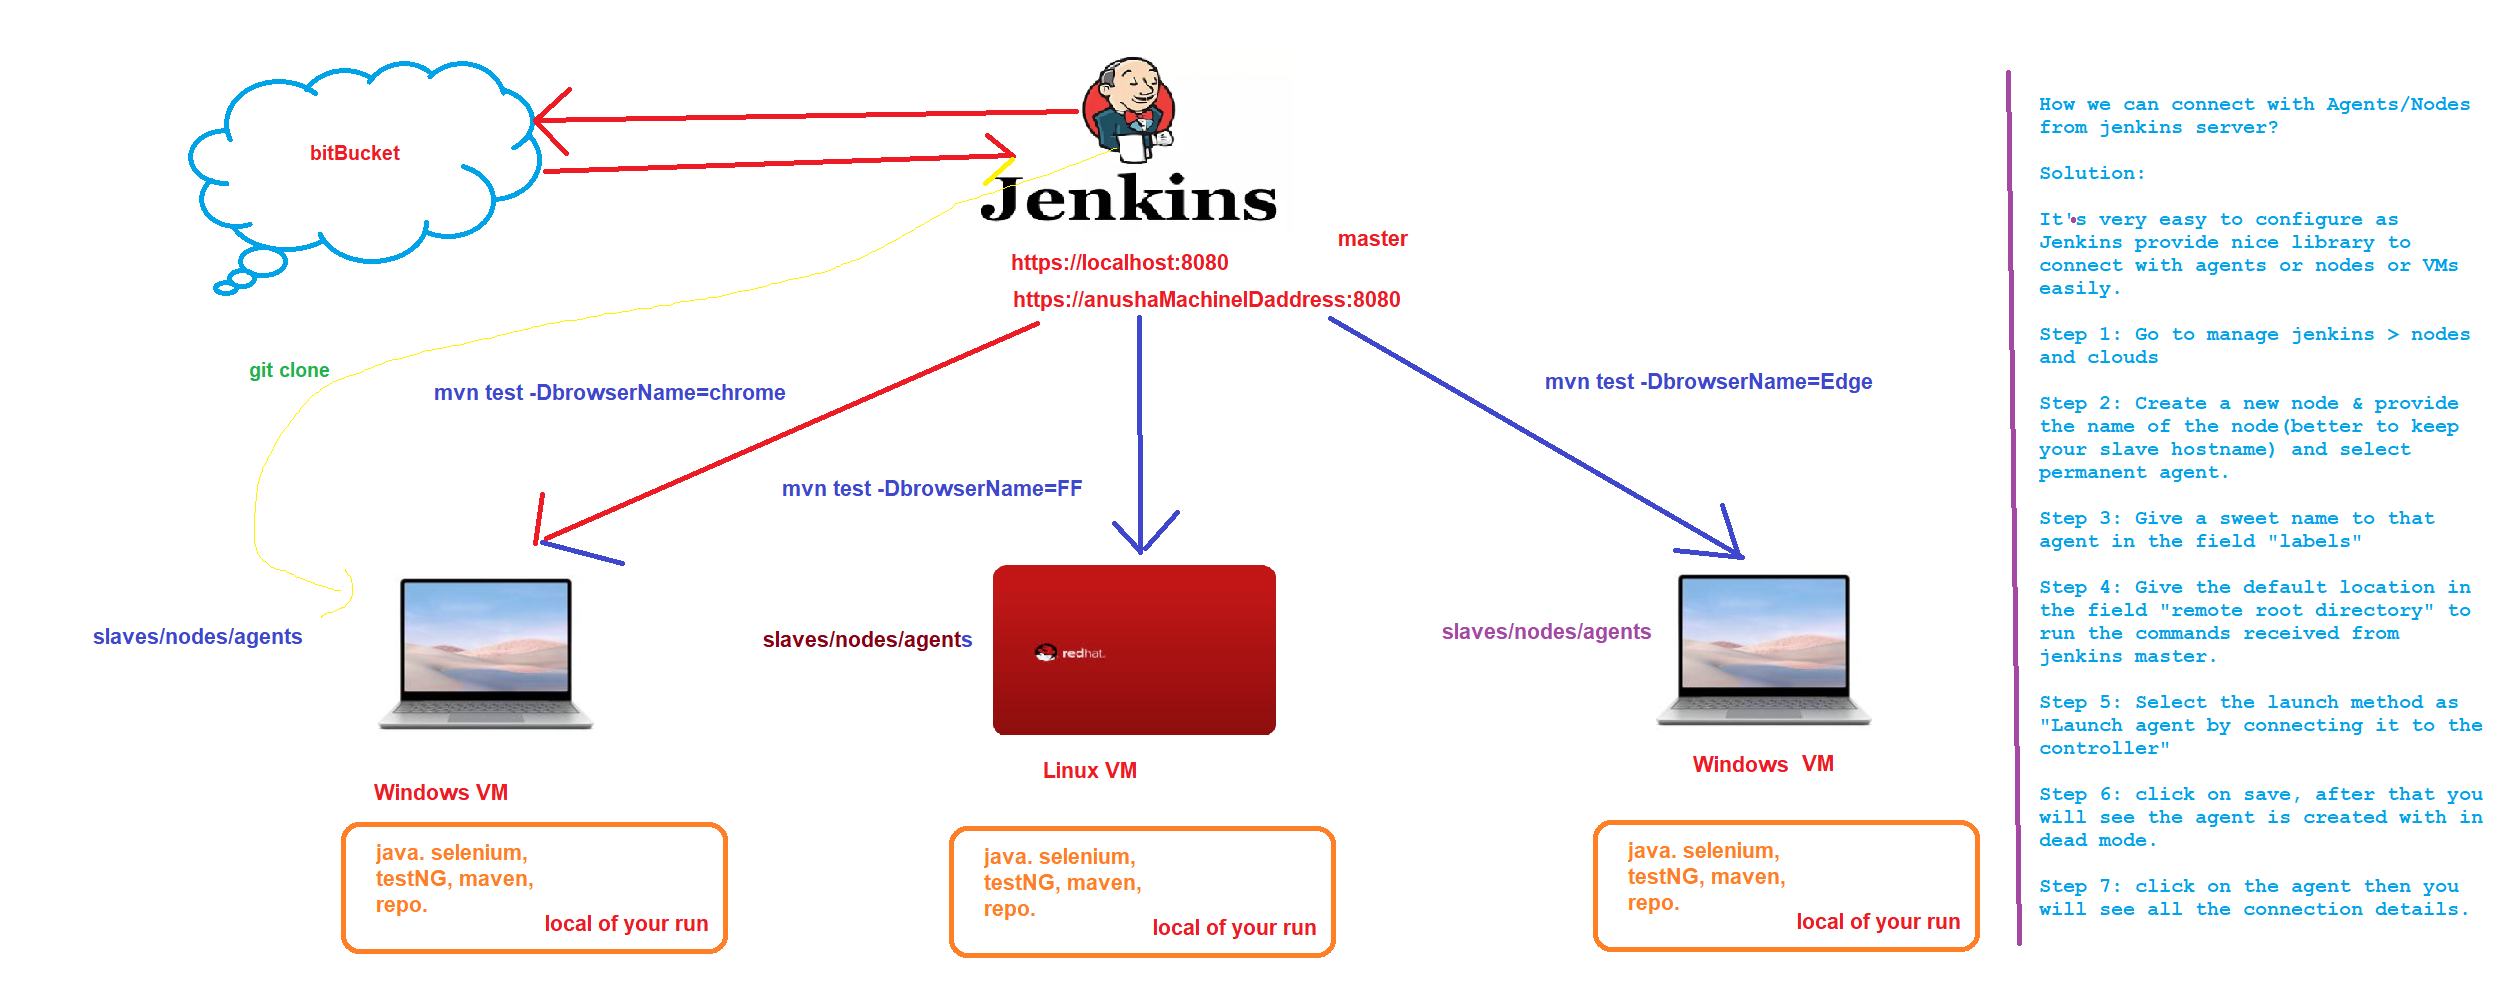 bitBucket
Jenkins
master
https://localhost:8080
https://anushaMachineIDaddress:8080
git clone
mvn test -DbrowserName=chrome
mvn test -DbrowserName=FF
mvn test -DbrowserName=Edge
slaves/nodes/agents
slaves/nodes/agents
redhat.
slaves/nodes/agents
Windows VM
Linux VM
Windows VM
java. selenium,
testNG, maven,
repo.
local of your run
java. selenium,
testNG, maven,
repo.
local of your run
java. selenium,
testNG, maven,
repo.
local of your run
How we can connect with Agents/Nodes
from jenkins server?
Solution:
It's very easy to configure as
Jenkins provide nice library to
connect with agents or nodes or VMs
easily.
Step 1: Go to manage jenkins > nodes
and clouds
Step 2: Create a new node & provide
the name of the node(better to keep
your slave hostname) and select
permanent agent.
Step 3: Give a sweet name to that
agent in the field "labels"
Step 4: Give the default location in
the field "remote root directory" to
run the commands received from
jenkins master.
Step 5: Select the launch method as
"Launch agent by connecting it to the
controller"
Step 6: click on save, after that you
will see the agent is created with in
dead mode.
Step 7: click on the agent then you
will see all the connection details.